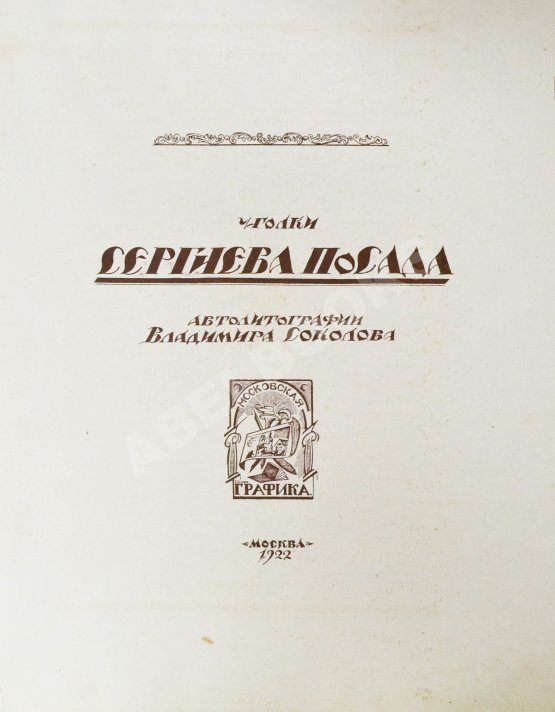 Уголки
Сергиева Посада
Автолитографии
Владимира Соколова
Московская
Графика
Москва
1922